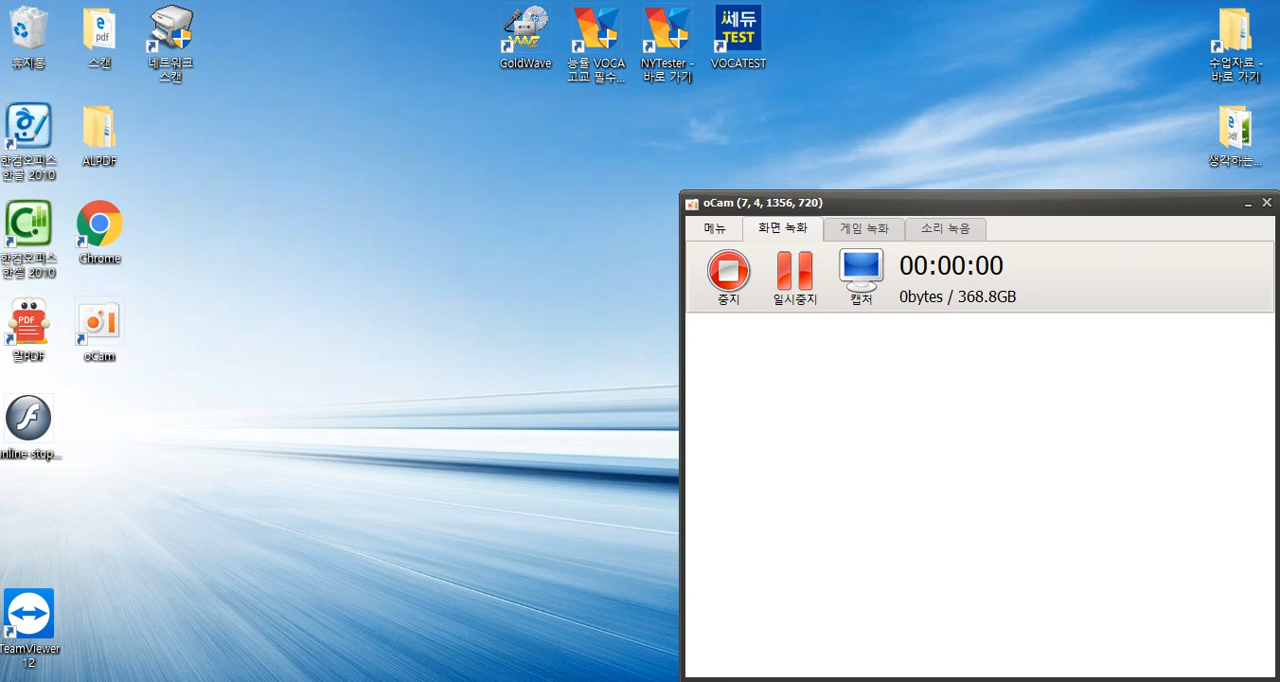 휴지통
스캔
네트워크
스캔
GoldWave
능률 VOCA
고교 필수...
NYTester -
바로 가기
쎄듀
TEST
VOCATEST
수업자료 -
바로 가기
한컴오피스
한글 2010
ALPDF
생각하는...
한컴오피스
한셀 2010
Chrome
PDF
알PDF
oCam
online-stop...
TeamViewer
12
oCam (7, 4, 1356, 720)
메뉴
화면 녹화
게임 녹화
소리 녹음
중지
일시중지
캡처
00:00:00
0bytes / 368.8GB